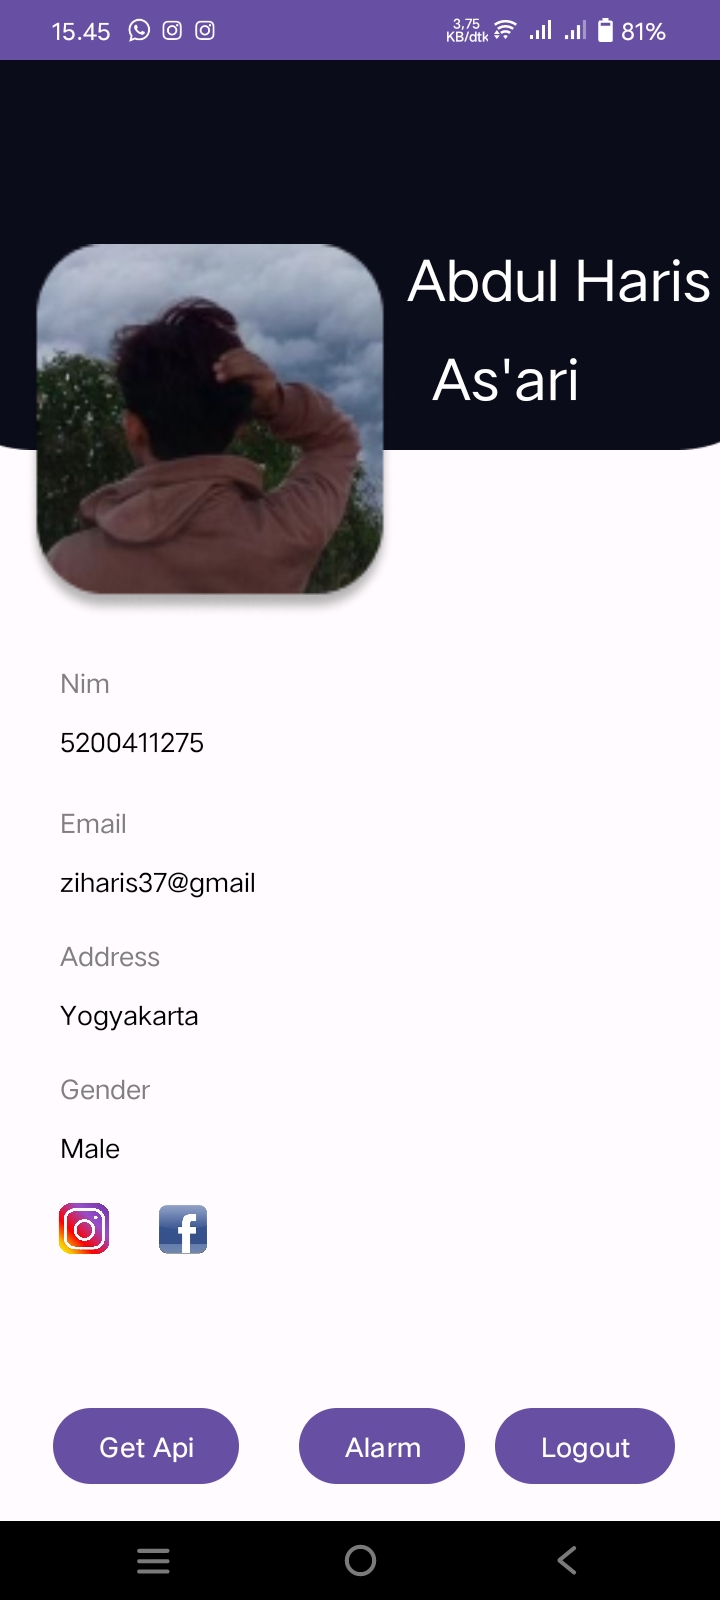 15.45
3,75
KB/dtk
81%
Abdul Haris
As'ari
Nim
5200411275
Email
ziharis37@gmail
Address
Yogyakarta
Gender
Male
f
Get Api
Alarm
Logout